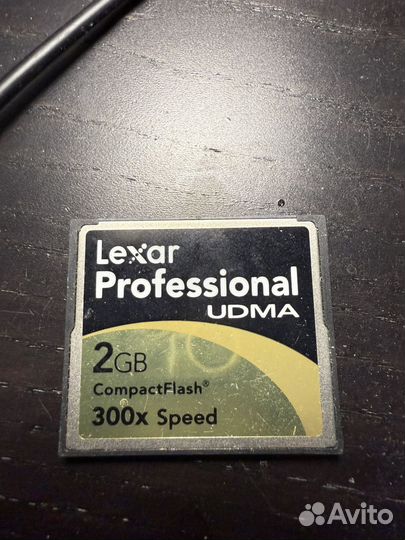 Lexar
Professional
UDMA
2GB
CompactFlash®
300x Speed
Avito